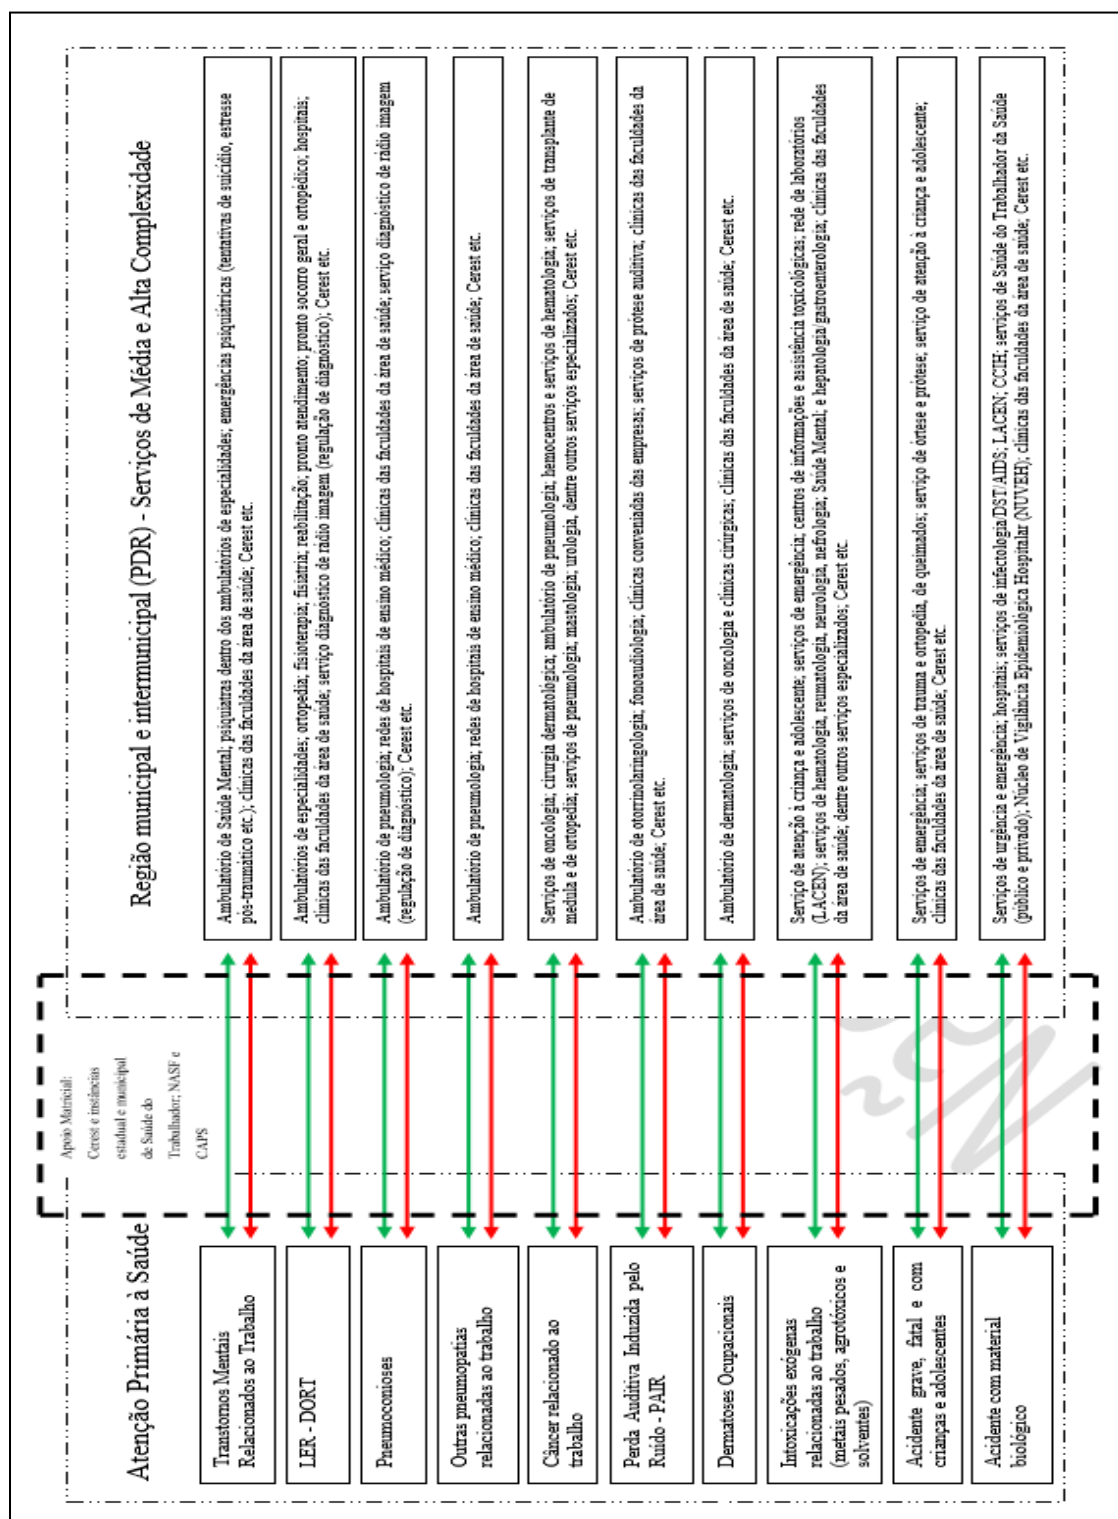 Atenção Primária à Saúde
Apoio Matricial:
Cerest e instâncias
estadual e municipal
de Saúde do
Trabalhador; NASF e
CAPS
Região municipal e intermunicipal (PDR) - Serviços de Média e Alta Complexidade
Transtornos Mentais
Relacionados ao Trabalho
Ambulatório de Saúde Mental; psiquiatras dentro dos ambulatórios de especialidades; emergências psiquiátricas (tentativas de suicídio, estresse
pós-traumático etc.); clínicas das faculdades da área de saúde; Cerest etc.
LER - DORT
Ambulatórios de especialidades; ortopedia; fisioterapia; fisiatria; reabilitação; pronto atendimento; pronto socorro geral e ortopédico; hospitais;
clínicas das faculdades da área de saúde; serviço diagnóstico de rádio imagem (regulação de diagnóstico); Cerest etc.
Pneumoconioses
Ambulatório de pneumologia; redes de hospitais de ensino médico; clínicas das faculdades da área de saúde; serviço diagnóstico de rádio imagem
(regulação de diagnóstico); Cerest etc.
Outras pneumopatias
relacionadas ao trabalho
Ambulatório de pneumologia; redes de hospitais de ensino médico; clínicas das faculdades da área de saúde; Cerest etc.
Câncer relacionado ao
trabalho
Serviços de oncologia; cirurgia dermatológica; ambulatório de pneumologia; hemocentros e serviços de hematologia; serviços de transplante de
medula e de ortopedia; serviços de pneumologia; mastologia; urologia, dentre outros serviços especializados; Cerest etc.
Perda Auditiva Induzida pelo
Ruído - PAIR
Ambulatório de otorrinolaringologia; fonoaudiologia; clínicas conveniadas das empresas; serviços de prótese auditiva; clínicas das faculdades da
área de saúde; Cerest etc.
Dermatoses Ocupacionais
Ambulatório de dermatologia; serviços de oncologia e clínicas cirúrgicas; clínicas das faculdades da área de saúde; Cerest etc.
Intoxicações exógenas
relacionadas ao trabalho
(metais pesados, agrotóxicos e
solventes)
Serviço de atenção à criança e adolescente; serviços de emergência; centros de informações e assistência toxicológicas; rede de laboratórios
(LACEN); serviços de hematologia, reumatologia, neurologia, nefrologia, Saúde Mental; e hepatologia/gastroenterologia; clínicas das faculdades
da área de saúde; dentre outros serviços especializados; Cerest etc.
Acidente grave, fatal e com
crianças e adolescentes
Serviços de emergência; serviços de trauma e ortopedia, de queimados; serviço de órtese e prótese; serviço de atenção à criança e adolescente;
clínicas das faculdades da área de saúde; Cerest etc.
Acidente com material
biológico
Serviços de urgência e emergência; hospitais; serviços de infectologia/DST/AIDS; LACEN; CCIH; serviços de Saúde do Trabalhador da Saúde
(público e privado); Núcleo de Vigilância Epidemiológica Hospitalar (NUVEH); clínicas das faculdades da área de saúde; Cerest etc.